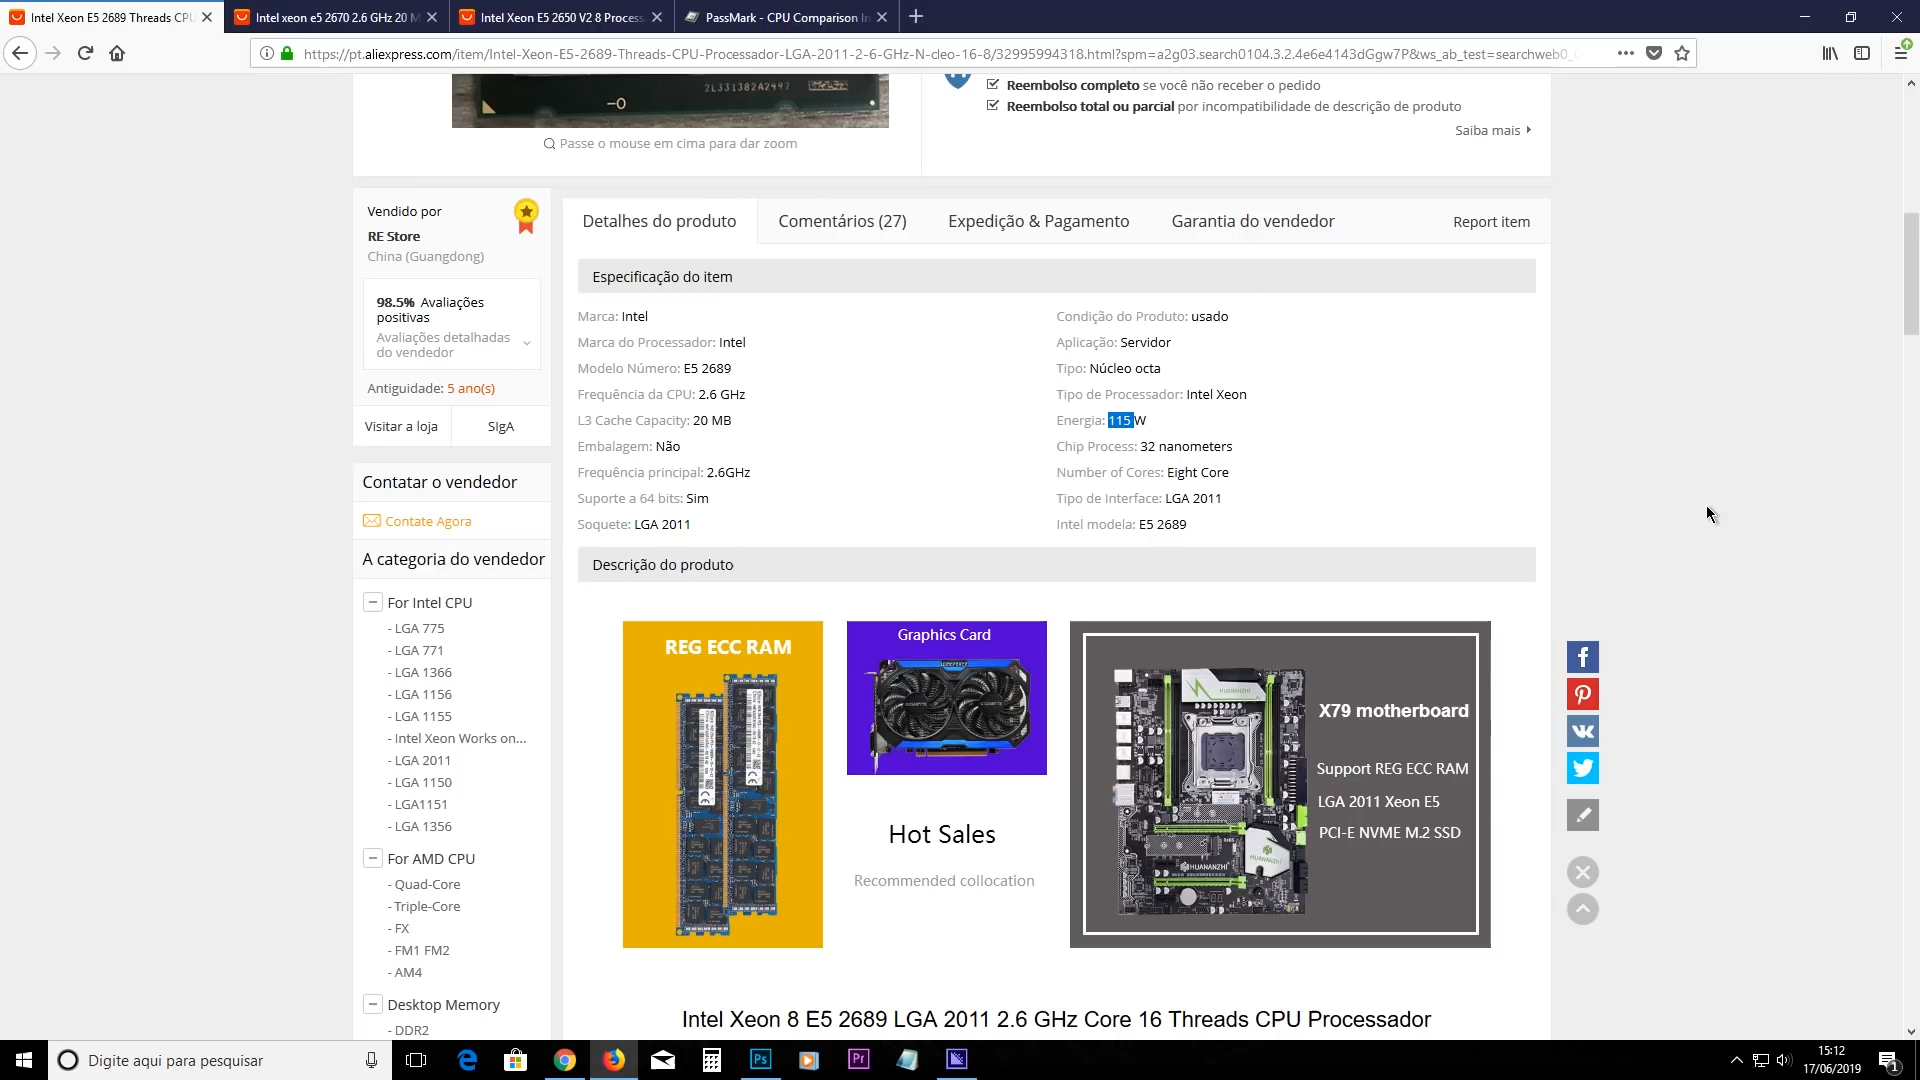 Intel Xeon E5 2689 Threads CPU
Intel xeon e5 2670 2.6 GHz 20 M
Intel Xeon E5 2650 V2 8 Process
PassMark - CPU Comparison In
https://pt.aliexpress.com/item/Intel-Xeon-E5-2689-Threads-CPU-Processador-LGA-2011-2-6-GHz-N-cleo-16-8/32995994318.html?spm=a2g03.search0104.3.2.4e6e4143dGgw7P&ws_ab_test=searchweb0_
2L331382A2497
Reembolso completo se você não receber o pedido
Reembolso total ou parcial por incompatibilidade de descrição de produto
Saiba mais
Passe o mouse em cima para dar zoom
Vendido por
RE Store
China (Guangdong)
98.5% Avaliações
positivas
Avaliações detalhadas
do vendedor
Antiguidade: 5 ano(s)
Visitar a loja
SIgA
Contatar o vendedor
Contate Agora
A categoria do vendedor
For Intel CPU
- LGA 775
- LGA 771
- LGA 1366
- LGA 1156
- LGA 1155
- Intel Xeon Works on...
- LGA 2011
- LGA 1150
- LGA1151
- LGA 1356
For AMD CPU
- Quad-Core
- Triple-Core
- FX
- FM1 FM2
- AM4
Desktop Memory
- DDR2
Detalhes do produto
Comentários (27)
Expedição & Pagamento
Garantia do vendedor
Report item
Especificação do item
Marca: Intel
Condição do Produto: usado
Marca do Processador: Intel
Aplicação: Servidor
Modelo Número: E5 2689
Tipo: Núcleo octa
Frequência da CPU: 2.6 GHz
Tipo de Processador: Intel Xeon
L3 Cache Capacity: 20 MB
Energia: 115 W
Embalagem: Não
Chip Process: 32 nanometers
Frequência principal: 2.6GHz
Number of Cores: Eight Core
Suporte a 64 bits: Sim
Tipo de Interface: LGA 2011
Soquete: LGA 2011
Intel modela: E5 2689
Descrição do produto
REG ECC RAM
Graphics Card
Hot Sales
Recommended collocation
HUANANZHI
HUANANZHI
X79 motherboard
Support REG ECC RAM
LGA 2011 Xeon E5
PCI-E NVME M.2 SSD
Intel Xeon 8 E5 2689 LGA 2011 2.6 GHz Core 16 Threads CPU Processador
Digite aqui para pesquisar
Ps
Pr
15:12
17/06/2019
1